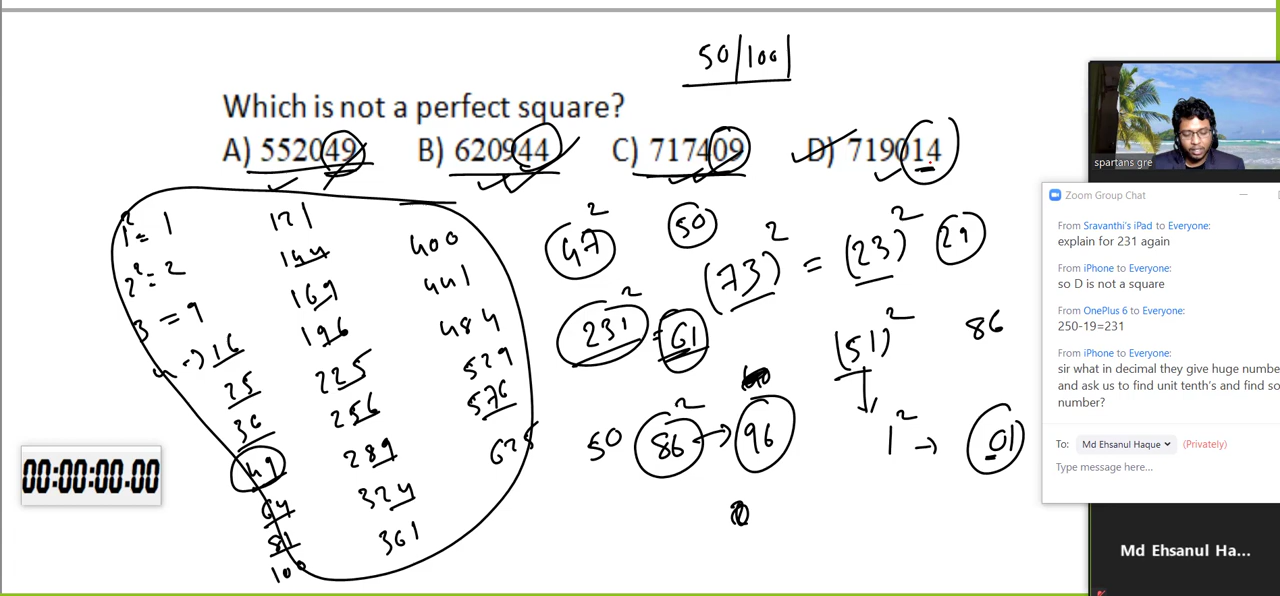 50/100
Which is not a perfect square?
A) 552049 B) 620944 C) 717409 D) 719014
1² = 1
2² = 2
3 = 9
16
25
36
49
64
81
100
121
144
169
196
225
256
289
324
361
400
441
484
529
576
625
47²
50
(73)² = (23)² 29
231² = 61
(51)²
86
50 86² → 96
1² → 01
00:00:00.00
spartans gre
Zoom Group Chat
From Sravanthi's iPad to Everyone:
explain for 231 again
From iPhone to Everyone:
so D is not a square
From OnePlus 6 to Everyone:
250-19=231
From iPhone to Everyone:
sir what in decimal they give huge numbe
and ask us to find unit tenth's and find so
number?
To: Md Ehsanul Haque (Privately)
Type message here...
Md Ehsanul Ha...